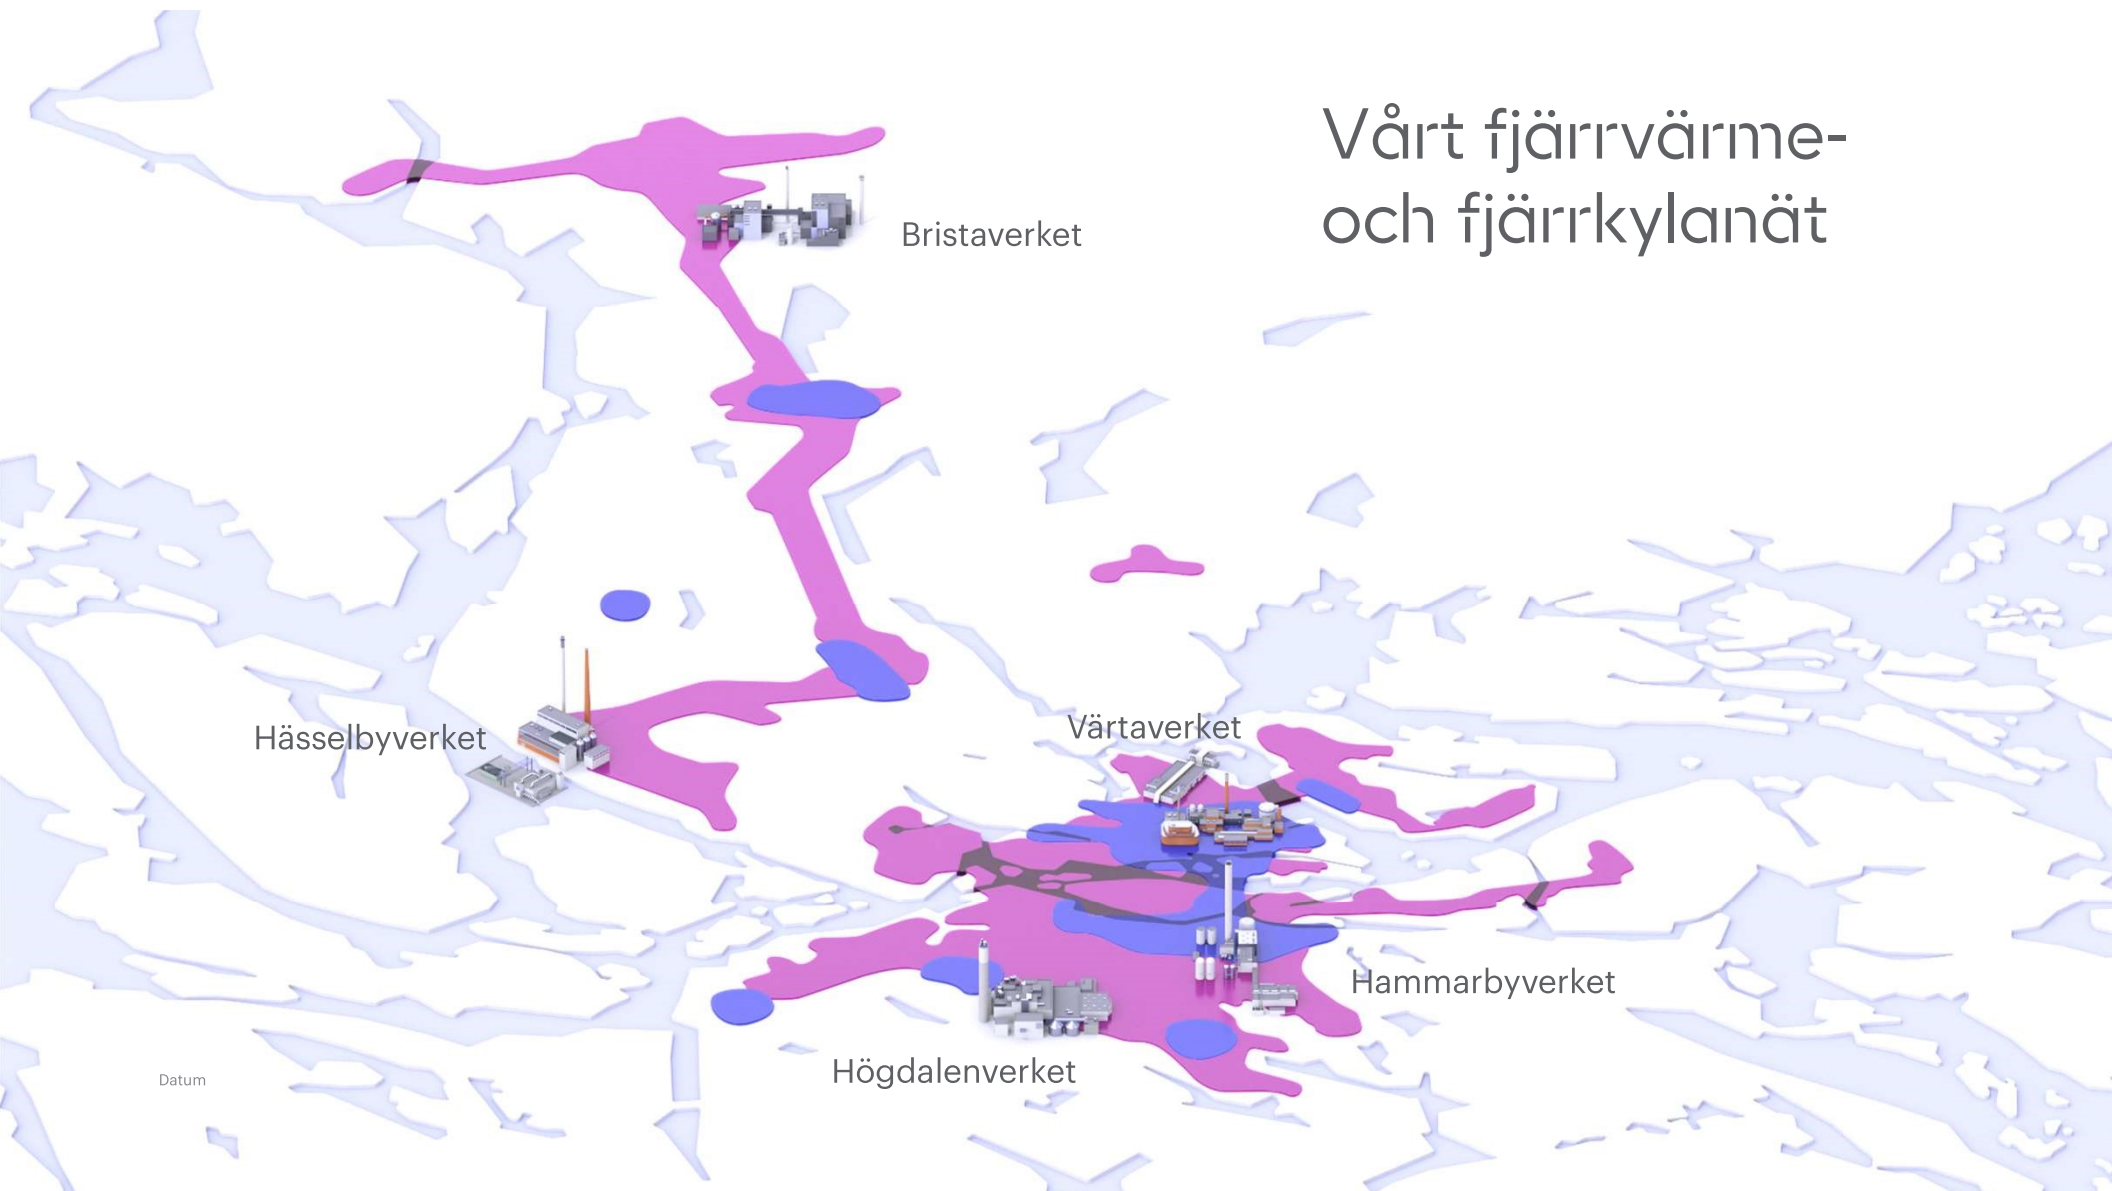 Vårt fjärrvärme-
och fjärrkylanät
Bristaverket
Värtaverket
Hässelbyverket
Hammarbyverket
Högdalenverket
Datum